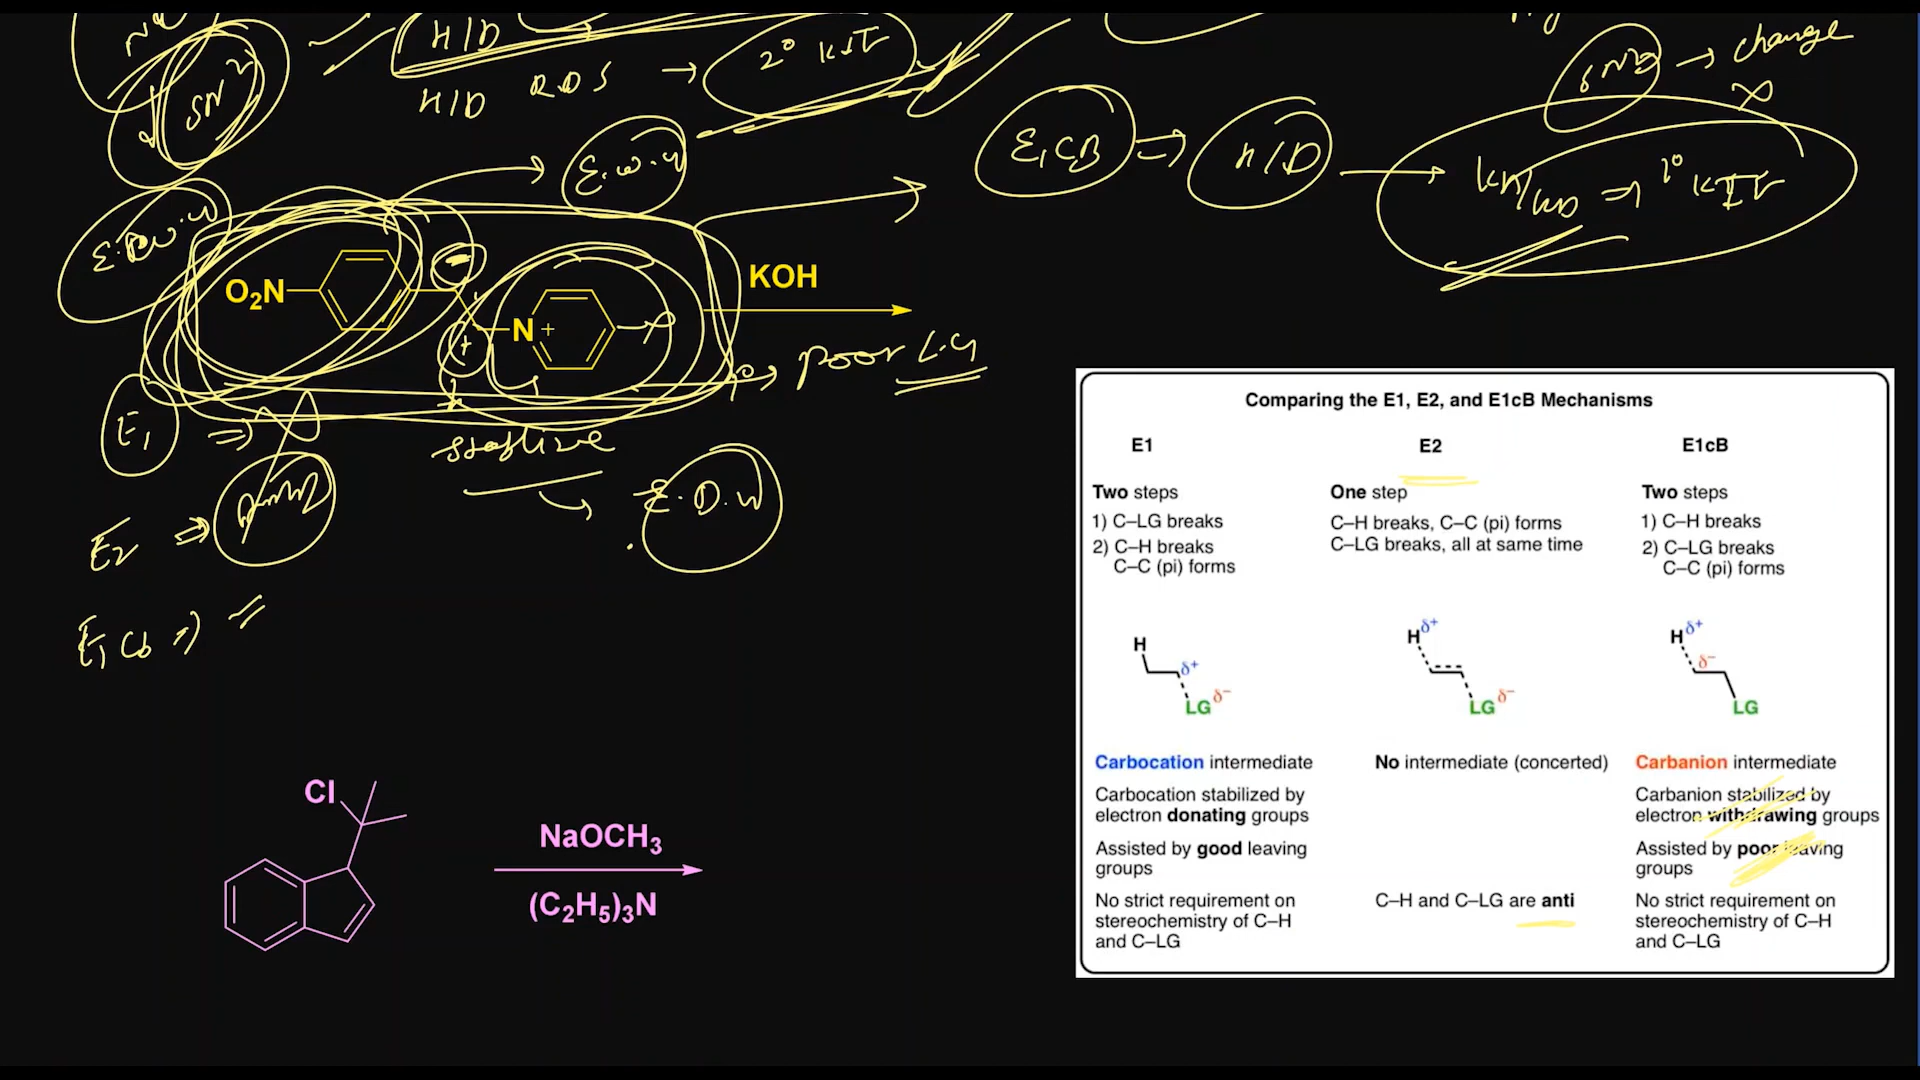 H/D
SN2
H/D RDS → 2° KIE
SN2 → change
E1CB ⇒ H/D → kH/kD ⇒ 1° KIE
E.W.G
E.D.W
O2N
N+
KOH
→ poor L.G
E1 ⇒
stablize
E.D.W
E2 ⇒
E1Cb ⇒
Comparing the E1, E2, and E1cB Mechanisms
E1 E2 E1cB
Two steps One step Two steps
1) C–LG breaks C–H breaks, C–C (pi) forms 1) C–H breaks
2) C–H breaks C–LG breaks, all at same time 2) C–LG breaks
C–C (pi) forms C–C (pi) forms
H Hδ+ Hδ+
δ+ δ−
LG δ− LG δ− LG
Carbocation intermediate No intermediate (concerted) Carbanion intermediate
Carbocation stabilized by Carbanion stabilized by
electron donating groups electron withdrawing groups
Assisted by good leaving Assisted by poor leaving
groups groups
No strict requirement on C–H and C–LG are anti No strict requirement on
stereochemistry of C–H stereochemistry of C–H
and C–LG and C–LG
Cl
NaOCH3
(C2H5)3N